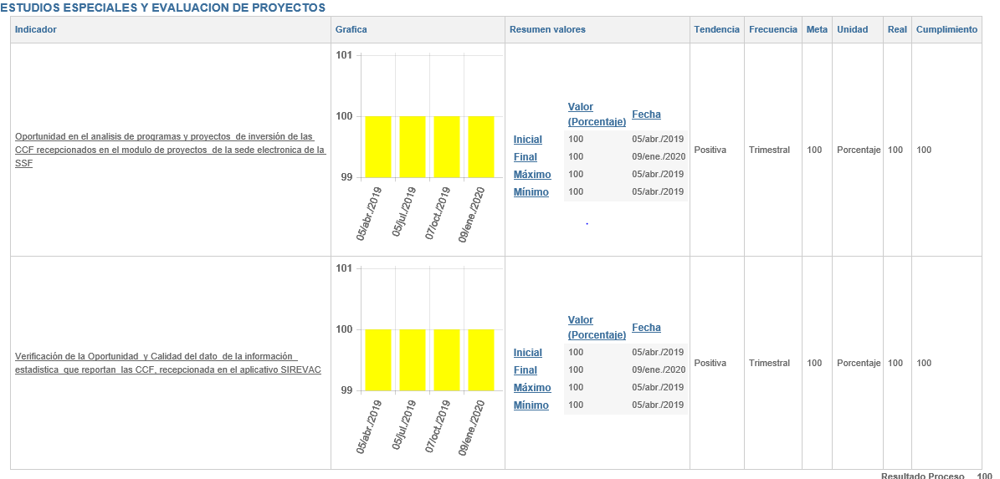 ESTUDIOS ESPECIALES Y EVALUACION DE PROYECTOS
Indicador Grafica Resumen valores Tendencia Frecuencia Meta Unidad Real Cumplimiento
Oportunidad en el analisis de programas y proyectos de inversión de las
CCF recepcionados en el modulo de proyectos de la sede electronica de la
SSF
101
100
99
05/abr./2019
05/jul./2019
07/oct./2019
09/ene./2020
Valor
(Porcentaje) Fecha
Inicial 100 05/abr./2019
Final 100 09/ene./2020
Máximo 100 05/abr./2019
Mínimo 100 05/abr./2019
Positiva Trimestral 100 Porcentaje 100 100
Verificación de la Oportunidad y Calidad del dato de la información
estadistica que reportan las CCF, recepcionada en el aplicativo SIREVAC
101
100
99
05/abr./2019
05/jul./2019
07/oct./2019
09/ene./2020
Valor
(Porcentaje) Fecha
Inicial 100 05/abr./2019
Final 100 09/ene./2020
Máximo 100 05/abr./2019
Mínimo 100 05/abr./2019
Positiva Trimestral 100 Porcentaje 100 100
Resultado Proceso 100